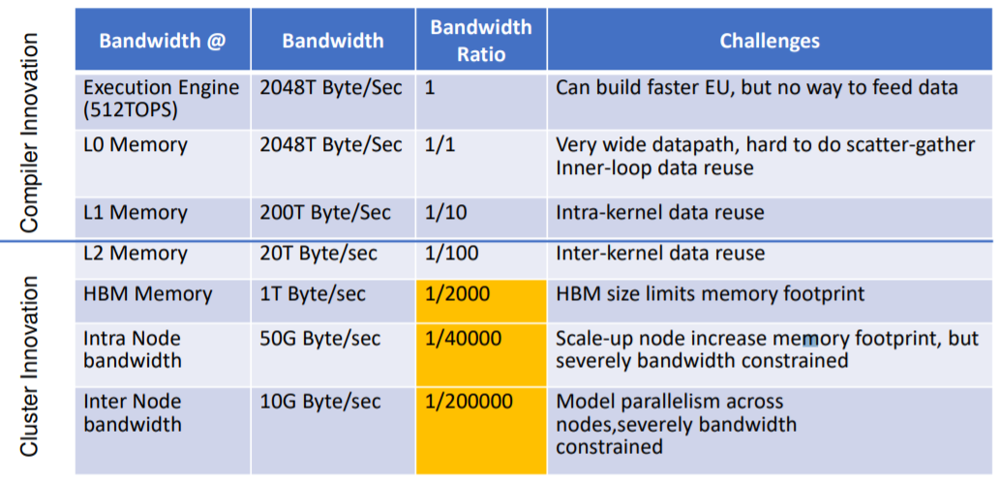 Compiler Innovation
Cluster Innovation
Bandwidth @
Bandwidth
Bandwidth
Ratio
Challenges
Execution Engine
(512TOPS)
2048T Byte/Sec
1
Can build faster EU, but no way to feed data
L0 Memory
2048T Byte/Sec
1/1
Very wide datapath, hard to do scatter-gather
Inner-loop data reuse
L1 Memory
200T Byte/Sec
1/10
Intra-kernel data reuse
L2 Memory
20T Byte/sec
1/100
Inter-kernel data reuse
HBM Memory
1T Byte/sec
1/2000
HBM size limits memory footprint
Intra Node
bandwidth
50G Byte/sec
1/40000
Scale-up node increase memory footprint, but
severely bandwidth constrained
Inter Node
bandwidth
10G Byte/sec
1/200000
Model parallelism across
nodes,severely bandwidth
constrained